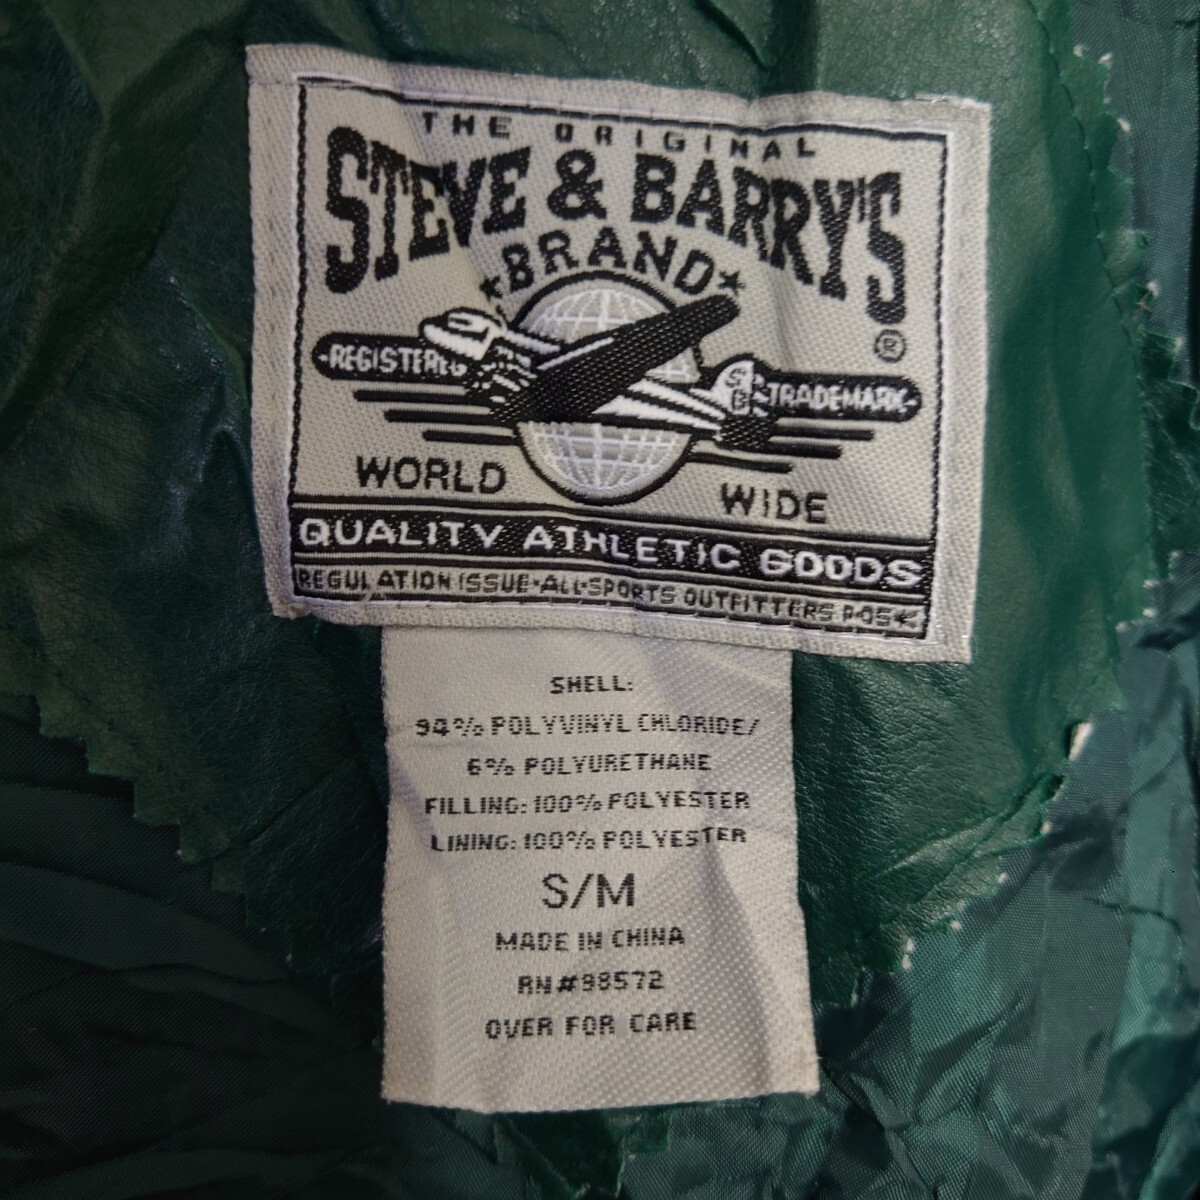 THE ORIGINAL
STEVE & BARRY'S
BRAND
®
REGISTERED
SB
TRADEMARK
WORLD WIDE
QUALITY ATHLETIC GOODS
REGULATION ISSUE·ALL·SPORTS OUTFITTERS
SHELL:
94% POLYVINYL CHLORIDE/
6% POLYURETHANE
FILLING: 100% POLYESTER
LINING: 100% POLYESTER
S/M
MADE IN CHINA
RN#98572
OVER FOR CARE